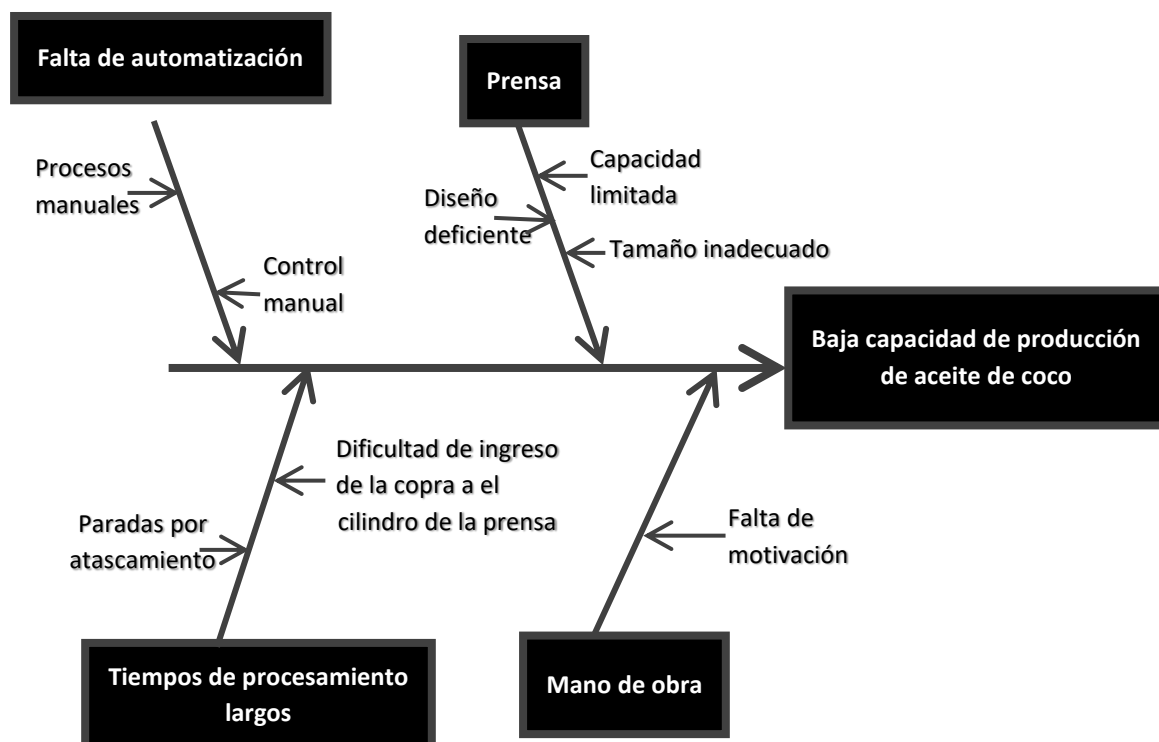 Falta de automatización
Prensa
Procesos
manuales
Control
manual
Capacidad
limitada
Diseño
deficiente
Tamaño inadecuado
Baja capacidad de producción
de aceite de coco
Dificultad de ingreso
de la copra a el
cilindro de la prensa
Paradas por
atascamiento
Falta de
motivación
Tiempos de procesamiento
largos
Mano de obra